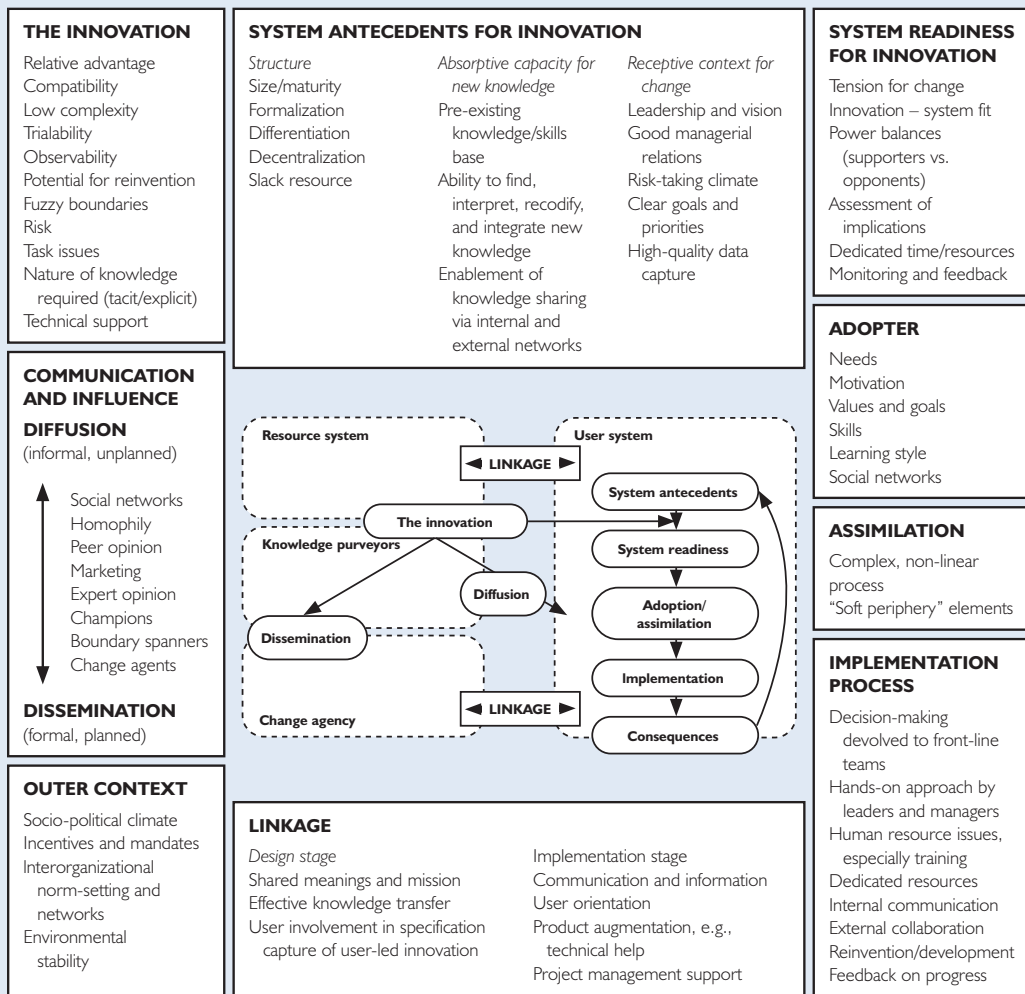 THE INNOVATION
Relative advantage
Compatibility
Low complexity
Trialability
Observability
Potential for reinvention
Fuzzy boundaries
Risk
Task issues
Nature of knowledge
required (tacit/explicit)
Technical support
SYSTEM ANTECEDENTS FOR INNOVATION
Structure
Size/maturity
Formalization
Differentiation
Decentralization
Slack resource
Absorptive capacity for
new knowledge
Pre-existing
knowledge/skills
base
Ability to find,
interpret, recodify,
and integrate new
knowledge
Enablement of
knowledge sharing
via internal and
external networks
Receptive context for
change
Leadership and vision
Good managerial
relations
Risk-taking climate
Clear goals and
priorities
High-quality data
capture
SYSTEM READINESS
FOR INNOVATION
Tension for change
Innovation – system fit
Power balances
(supporters vs.
opponents)
Assessment of
implications
Dedicated time/resources
Monitoring and feedback
COMMUNICATION
AND INFLUENCE
DIFFUSION
(informal, unplanned)
Social networks
Homophily
Peer opinion
Marketing
Expert opinion
Champions
Boundary spanners
Change agents
DISSEMINATION
(formal, planned)
Resource system
LINKAGE
User system
System antecedents
The innovation
Knowledge purveyors
System readiness
Diffusion
Adoption/
assimilation
Dissemination
Implementation
LINKAGE
Change agency
Consequences
ADOPTER
Needs
Motivation
Values and goals
Skills
Learning style
Social networks
ASSIMILATION
Complex, non-linear
process
“Soft periphery” elements
IMPLEMENTATION
PROCESS
Decision-making
devolved to front-line
teams
Hands-on approach by
leaders and managers
Human resource issues,
especially training
Dedicated resources
Internal communication
External collaboration
Reinvention/development
Feedback on progress
OUTER CONTEXT
Socio-political climate
Incentives and mandates
Interorganizational
norm-setting and
networks
Environmental
stability
LINKAGE
Design stage
Shared meanings and mission
Effective knowledge transfer
User involvement in specification
capture of user-led innovation
Implementation stage
Communication and information
User orientation
Product augmentation, e.g.,
technical help
Project management support